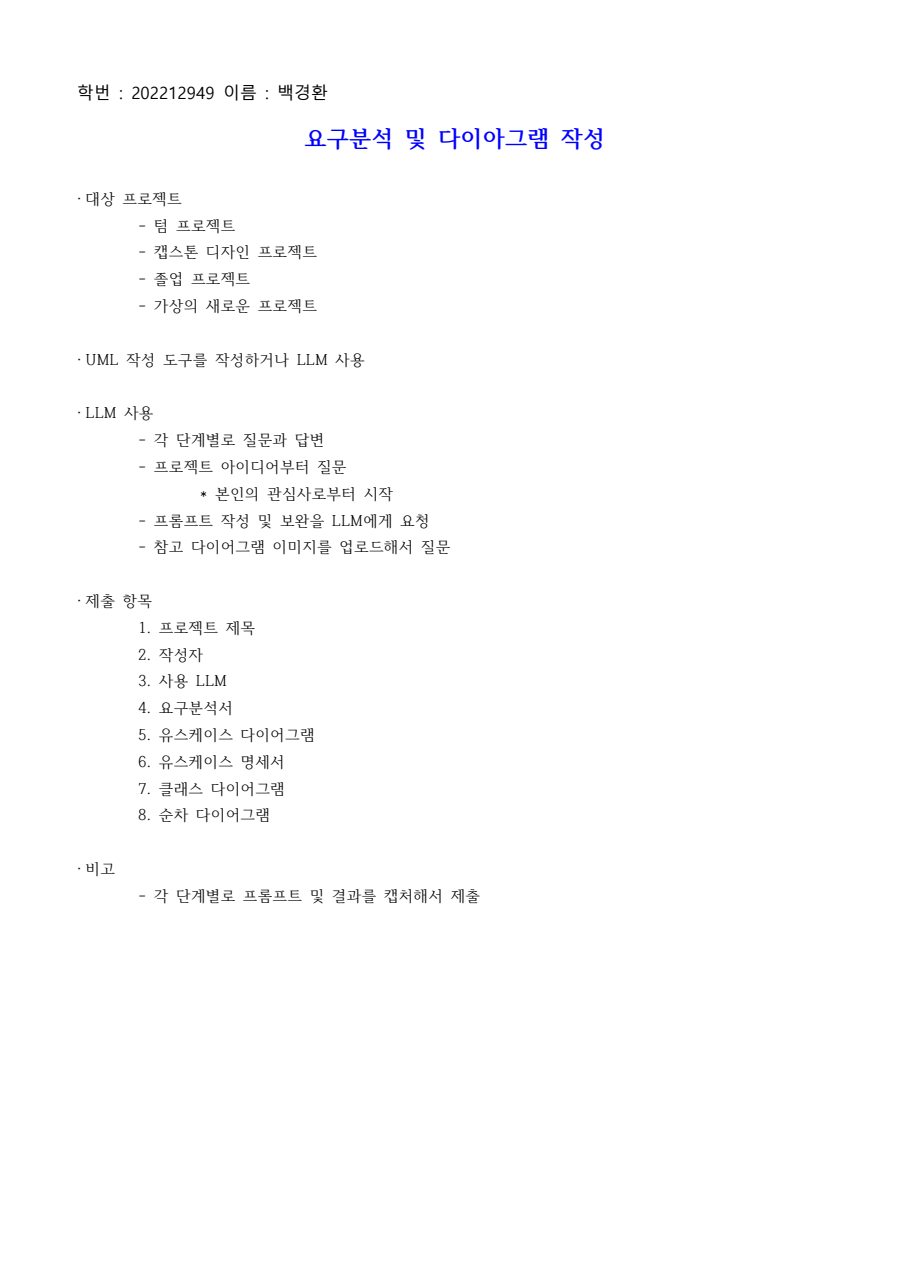 학번 : 202212949 이름 : 백경환
요구분석 및 다이아그램 작성
· 대상 프로젝트
- 텀 프로젝트
- 캡스톤 디자인 프로젝트
- 졸업 프로젝트
- 가상의 새로운 프로젝트
· UML 작성 도구를 작성하거나 LLM 사용
· LLM 사용
- 각 단계별로 질문과 답변
- 프로젝트 아이디어부터 질문
* 본인의 관심사로부터 시작
- 프롬프트 작성 및 보완을 LLM에게 요청
- 참고 다이어그램 이미지를 업로드해서 질문
· 제출 항목
1. 프로젝트 제목
2. 작성자
3. 사용 LLM
4. 요구분석서
5. 유스케이스 다이어그램
6. 유스케이스 명세서
7. 클래스 다이어그램
8. 순차 다이어그램
· 비고
- 각 단계별로 프롬프트 및 결과를 캡처해서 제출